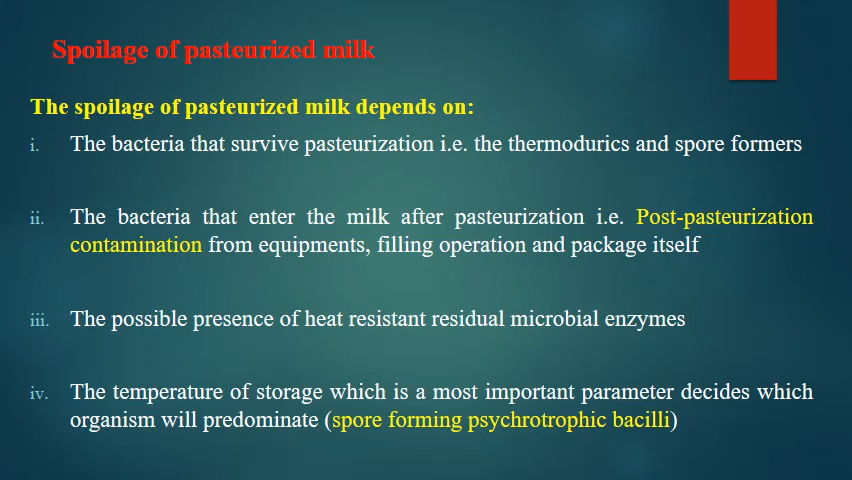 Spoilage of pasteurized milk
The spoilage of pasteurized milk depends on:
i. The bacteria that survive pasteurization i.e. the thermodurics and spore formers
ii. The bacteria that enter the milk after pasteurization i.e. Post-pasteurization
contamination from equipments, filling operation and package itself
iii. The possible presence of heat resistant residual microbial enzymes
iv. The temperature of storage which is a most important parameter decides which
organism will predominate (spore forming psychrotrophic bacilli)